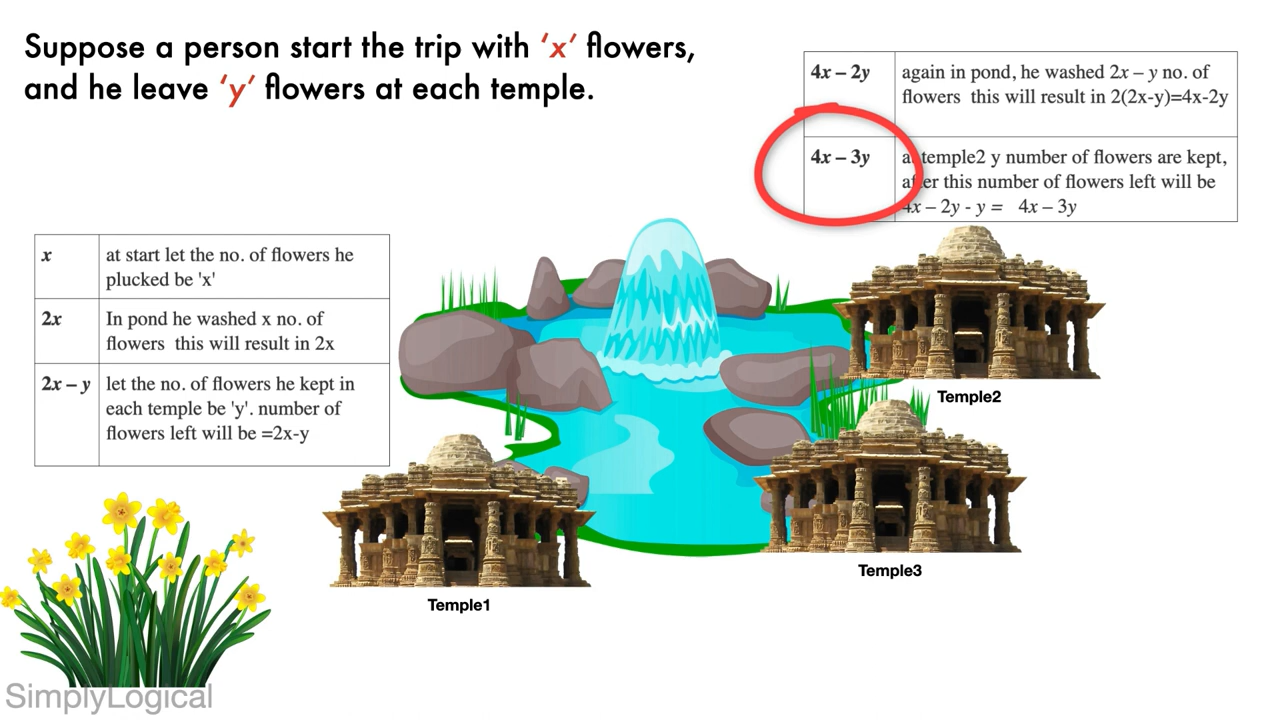 Suppose a person start the trip with ‘x’ flowers,
and he leave ‘y’ flowers at each temple.
4x – 2y
again in pond, he washed 2x – y no. of
flowers this will result in 2(2x-y)=4x-2y
4x – 3y
at temple2 y number of flowers are kept,
after this number of flowers left will be
4x – 2y - y = 4x – 3y
x
at start let the no. of flowers he
plucked be 'x'
2x
In pond he washed x no. of
flowers this will result in 2x
2x – y
let the no. of flowers he kept in
each temple be 'y'. number of
flowers left will be =2x-y
Temple2
Temple3
Temple1
SimplyLogical